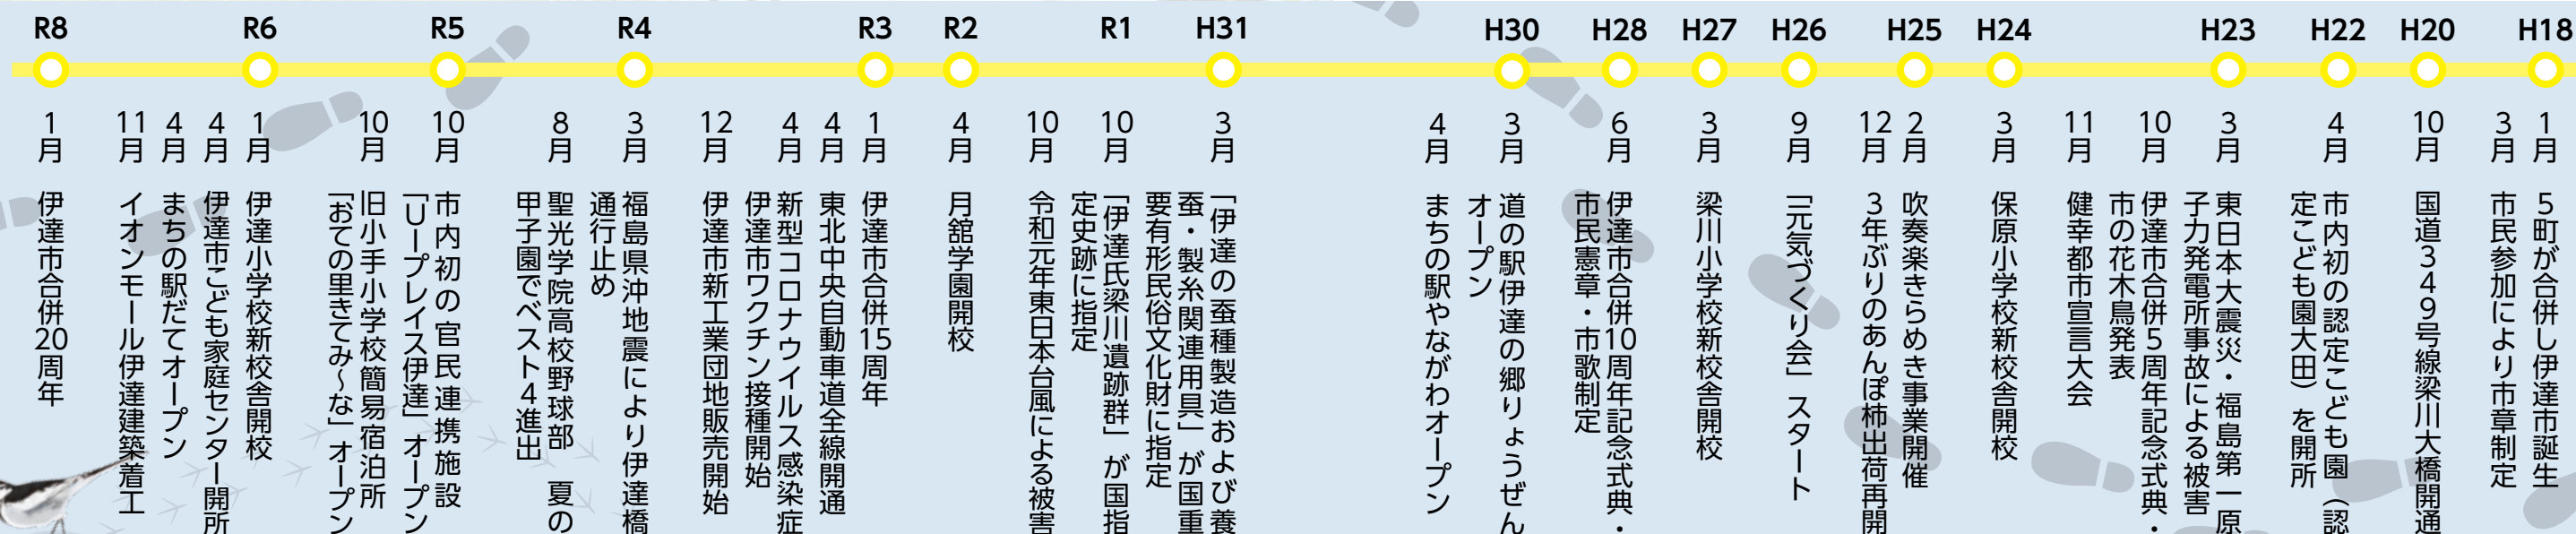 H18
1月 5町が合併し伊達市誕生
3月 市民参加により市章制定
H20
10月 国道349号線梁川大橋開通
H22
4月 市内初の認定こども園（認
定こども園大田）を開所
H23
3月 東日本大震災・福島第一原
子力発電所事故による被害
10月 伊達市合併5周年記念式典・
市の花木鳥発表
11月 健幸都市宣言大会
H24
3月 保原小学校新校舎開校
H25
2月 吹奏楽きらめき事業開催
12月 3年ぶりのあんぽ柿出荷再開
H26
9月 「元気づくり会」スタート
H27
3月 梁川小学校新校舎開校
H28
6月 伊達市合併10周年記念式典・
市民憲章・市歌制定
H30
3月 道の駅伊達の郷りょうぜん
オープン
4月 まちの駅やながわオープン
H31
3月 「伊達の蚕種製造および養
蚕・製糸関連用具」が国重
要有形民俗文化財に指定
R1
10月 「伊達氏梁川遺跡群」が国指
定史跡に指定
10月 令和元年東日本台風による被害
R2
4月 月舘学園開校
R3
1月 伊達市合併15周年
4月 東北中央自動車道全線開通
4月 新型コロナウイルス感染症
伊達市ワクチン接種開始
12月 伊達市新工業団地販売開始
R4
3月 福島県沖地震により伊達橋
通行止め
8月 聖光学院高校野球部 夏の
甲子園でベスト4進出
R5
10月 市内初の官民連携施設
「Uープレイス伊達」オープン
10月 旧小手小学校簡易宿泊所
「おての里きてみ～な」オープン
R6
1月 伊達小学校新校舎開校
4月 伊達市こども家庭センター開所
4月 まちの駅だてオープン
11月 イオンモール伊達建築着工
R8
1月 伊達市合併20周年